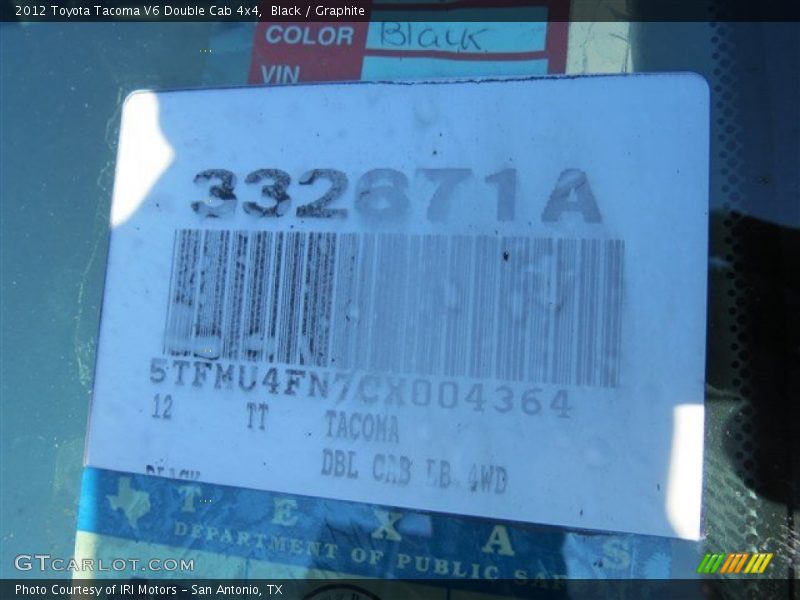 2012 Toyota Tacoma V6 Double Cab 4x4, Black / Graphite
COLOR Black
VIN
332671A
5TFMU4FN7CX004364
12 TT TACOMA
DBL CAB LB 4WD
BLACK
TEXAS
DEPARTMENT OF PUBLIC
GTCARLOT.COM
Photo Courtesy of IRI Motors – San Antonio, TX